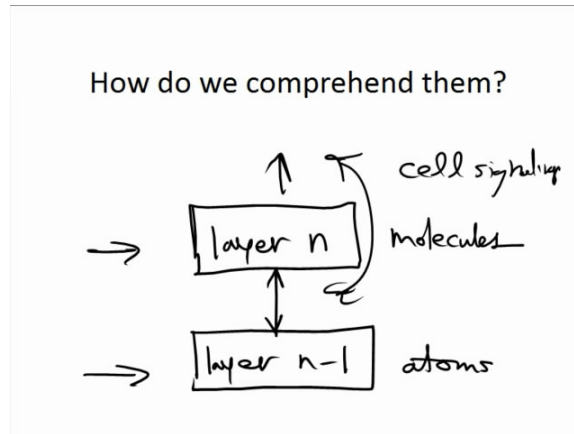 How do we comprehend them?
cell signaling
layer n molecules
layer n-1 atoms